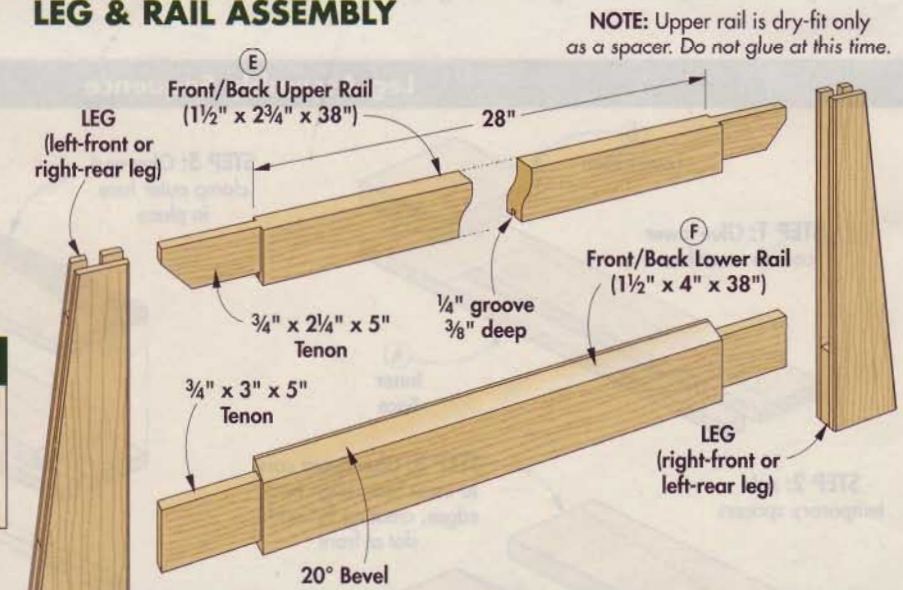 LEG & RAIL ASSEMBLY
NOTE: Upper rail is dry-fit only
as a spacer. Do not glue at this time.
E
Front/Back Upper Rail
(1½" x 2¾" x 38")
28"
LEG
(left-front or
right-rear leg)
F
Front/Back Lower Rail
(1½" x 4" x 38")
¼" groove
⅜" deep
¾" x 2¼" x 5"
Tenon
¾" x 3" x 5"
Tenon
LEG
(right-front or
left-rear leg)
20° Bevel